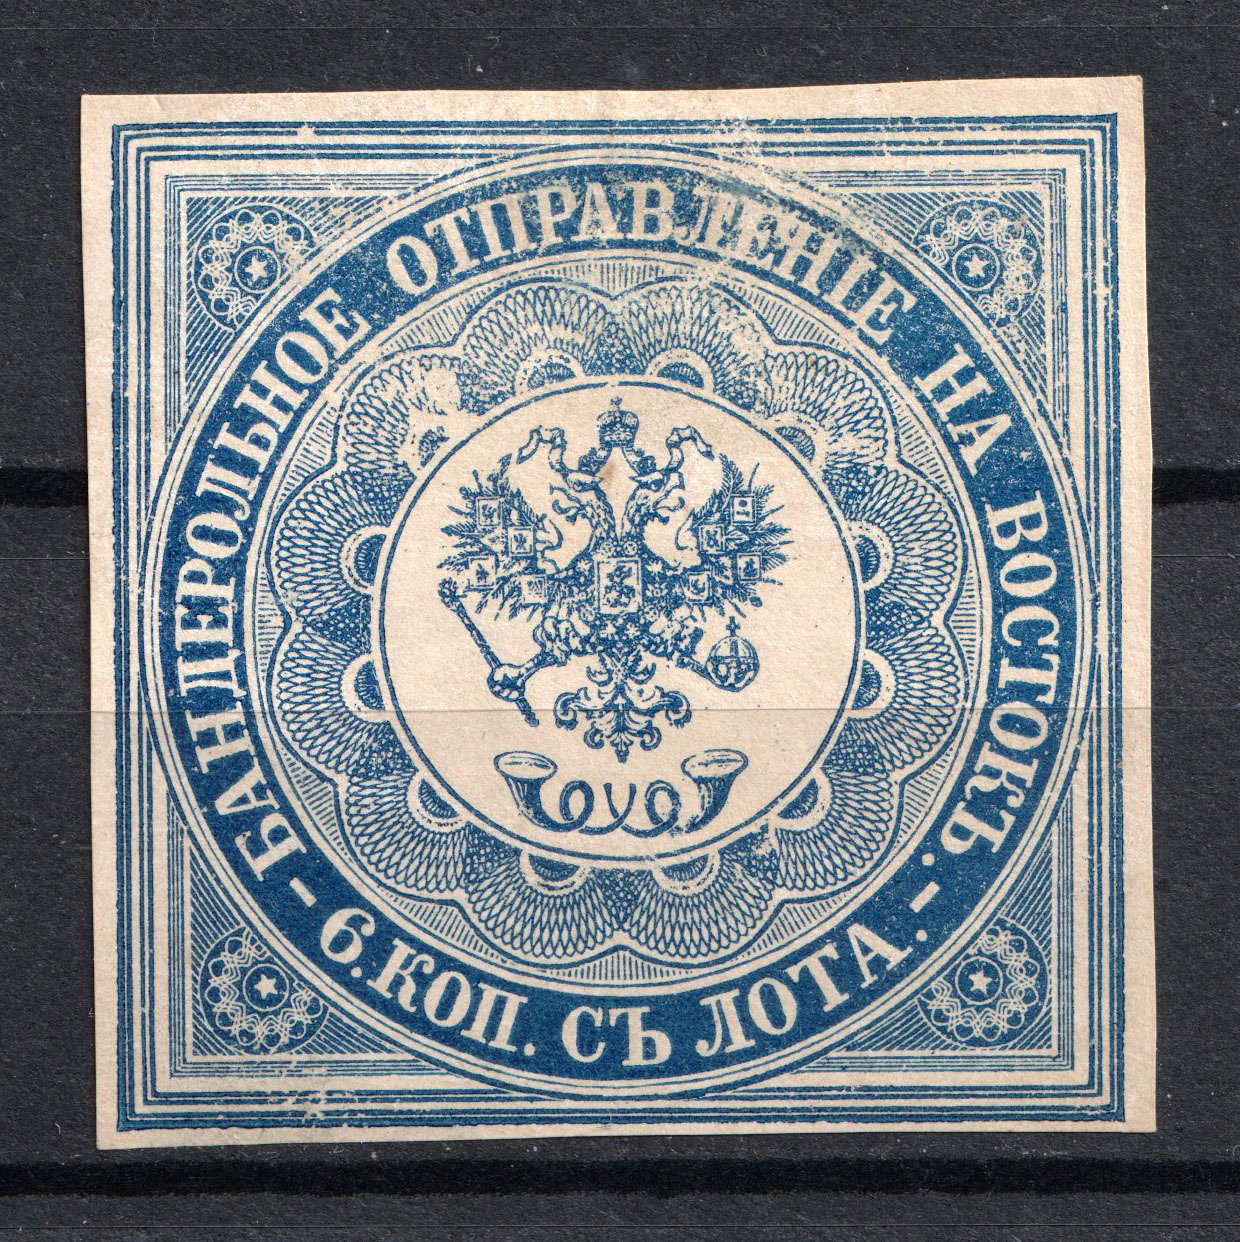 БАНДЕРОЛЬНОЕ ОТПРАВЛЕНІЕ НА ВОСТОКЪ.
6. КОП. СЪ ЛОТА.